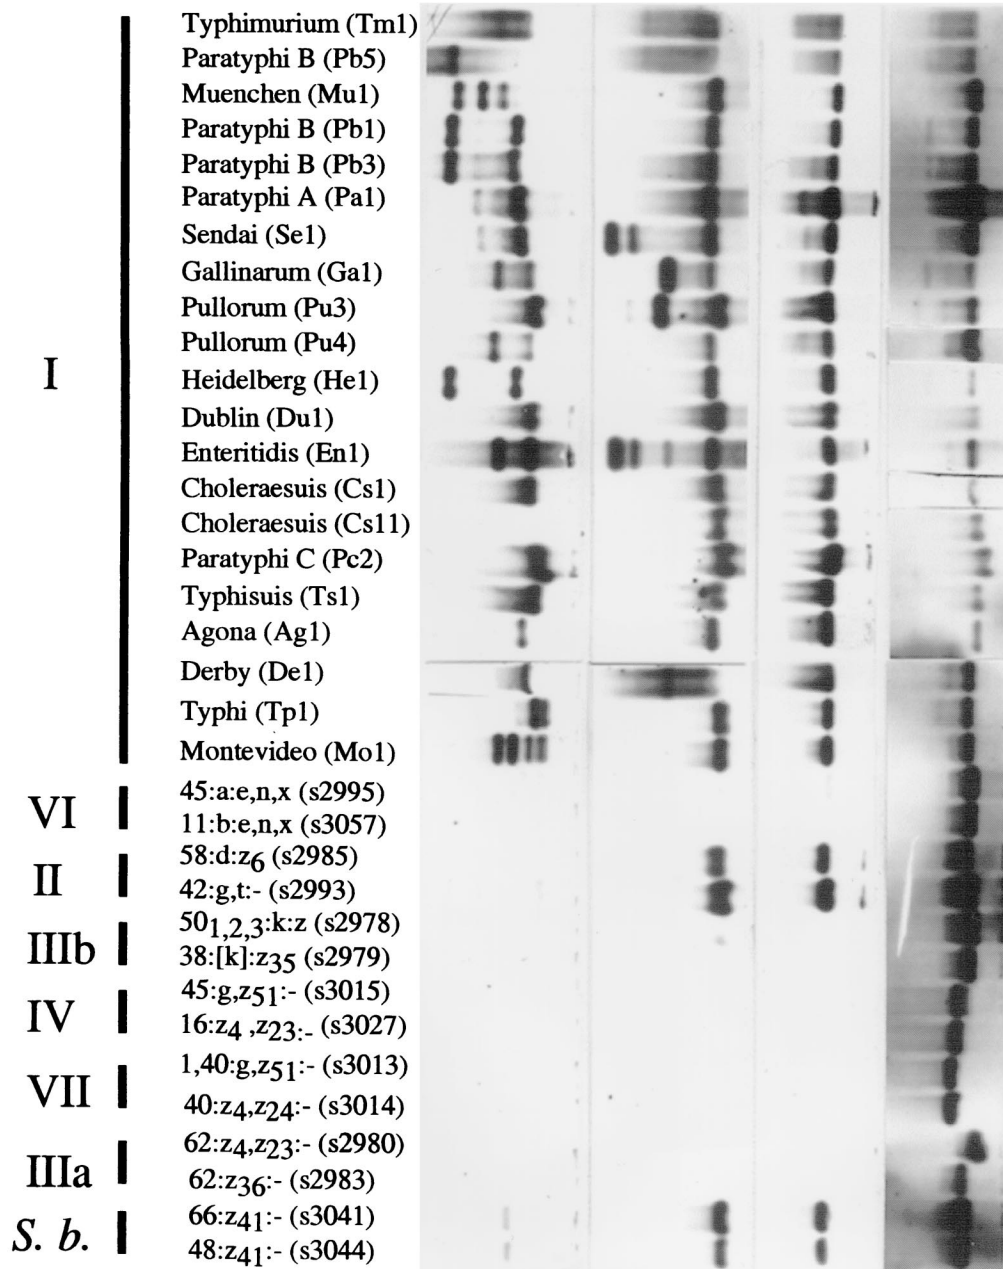 Typhimurium (Tm1)
Paratyphi B (Pb5)
Muenchen (Mu1)
Paratyphi B (Pb1)
Paratyphi B (Pb3)
Paratyphi A (Pa1)
Sendai (Se1)
Gallinarum (Ga1)
Pullorum (Pu3)
Pullorum (Pu4)
I
Heidelberg (He1)
Dublin (Du1)
Enteritidis (En1)
Choleraesuis (Cs1)
Choleraesuis (Cs11)
Paratyphi C (Pc2)
Typhisuis (Ts1)
Agona (Ag1)
Derby (De1)
Typhi (Tp1)
Montevideo (Mo1)
VI
45:a:e,n,x (s2995)
11:b:e,n,x (s3057)
II
58:d:z6 (s2985)
42:g,t:- (s2993)
IIIb
501,2,3:k:z (s2978)
38:[k]:z35 (s2979)
IV
45:g,z51:- (s3015)
16:z4 ,z23:- (s3027)
VII
1,40:g,z51:- (s3013)
40:z4,z24:- (s3014)
IIIa
62:z4,z23:- (s2980)
62:z36:- (s2983)
S. b.
66:z41:- (s3041)
48:z41:- (s3044)